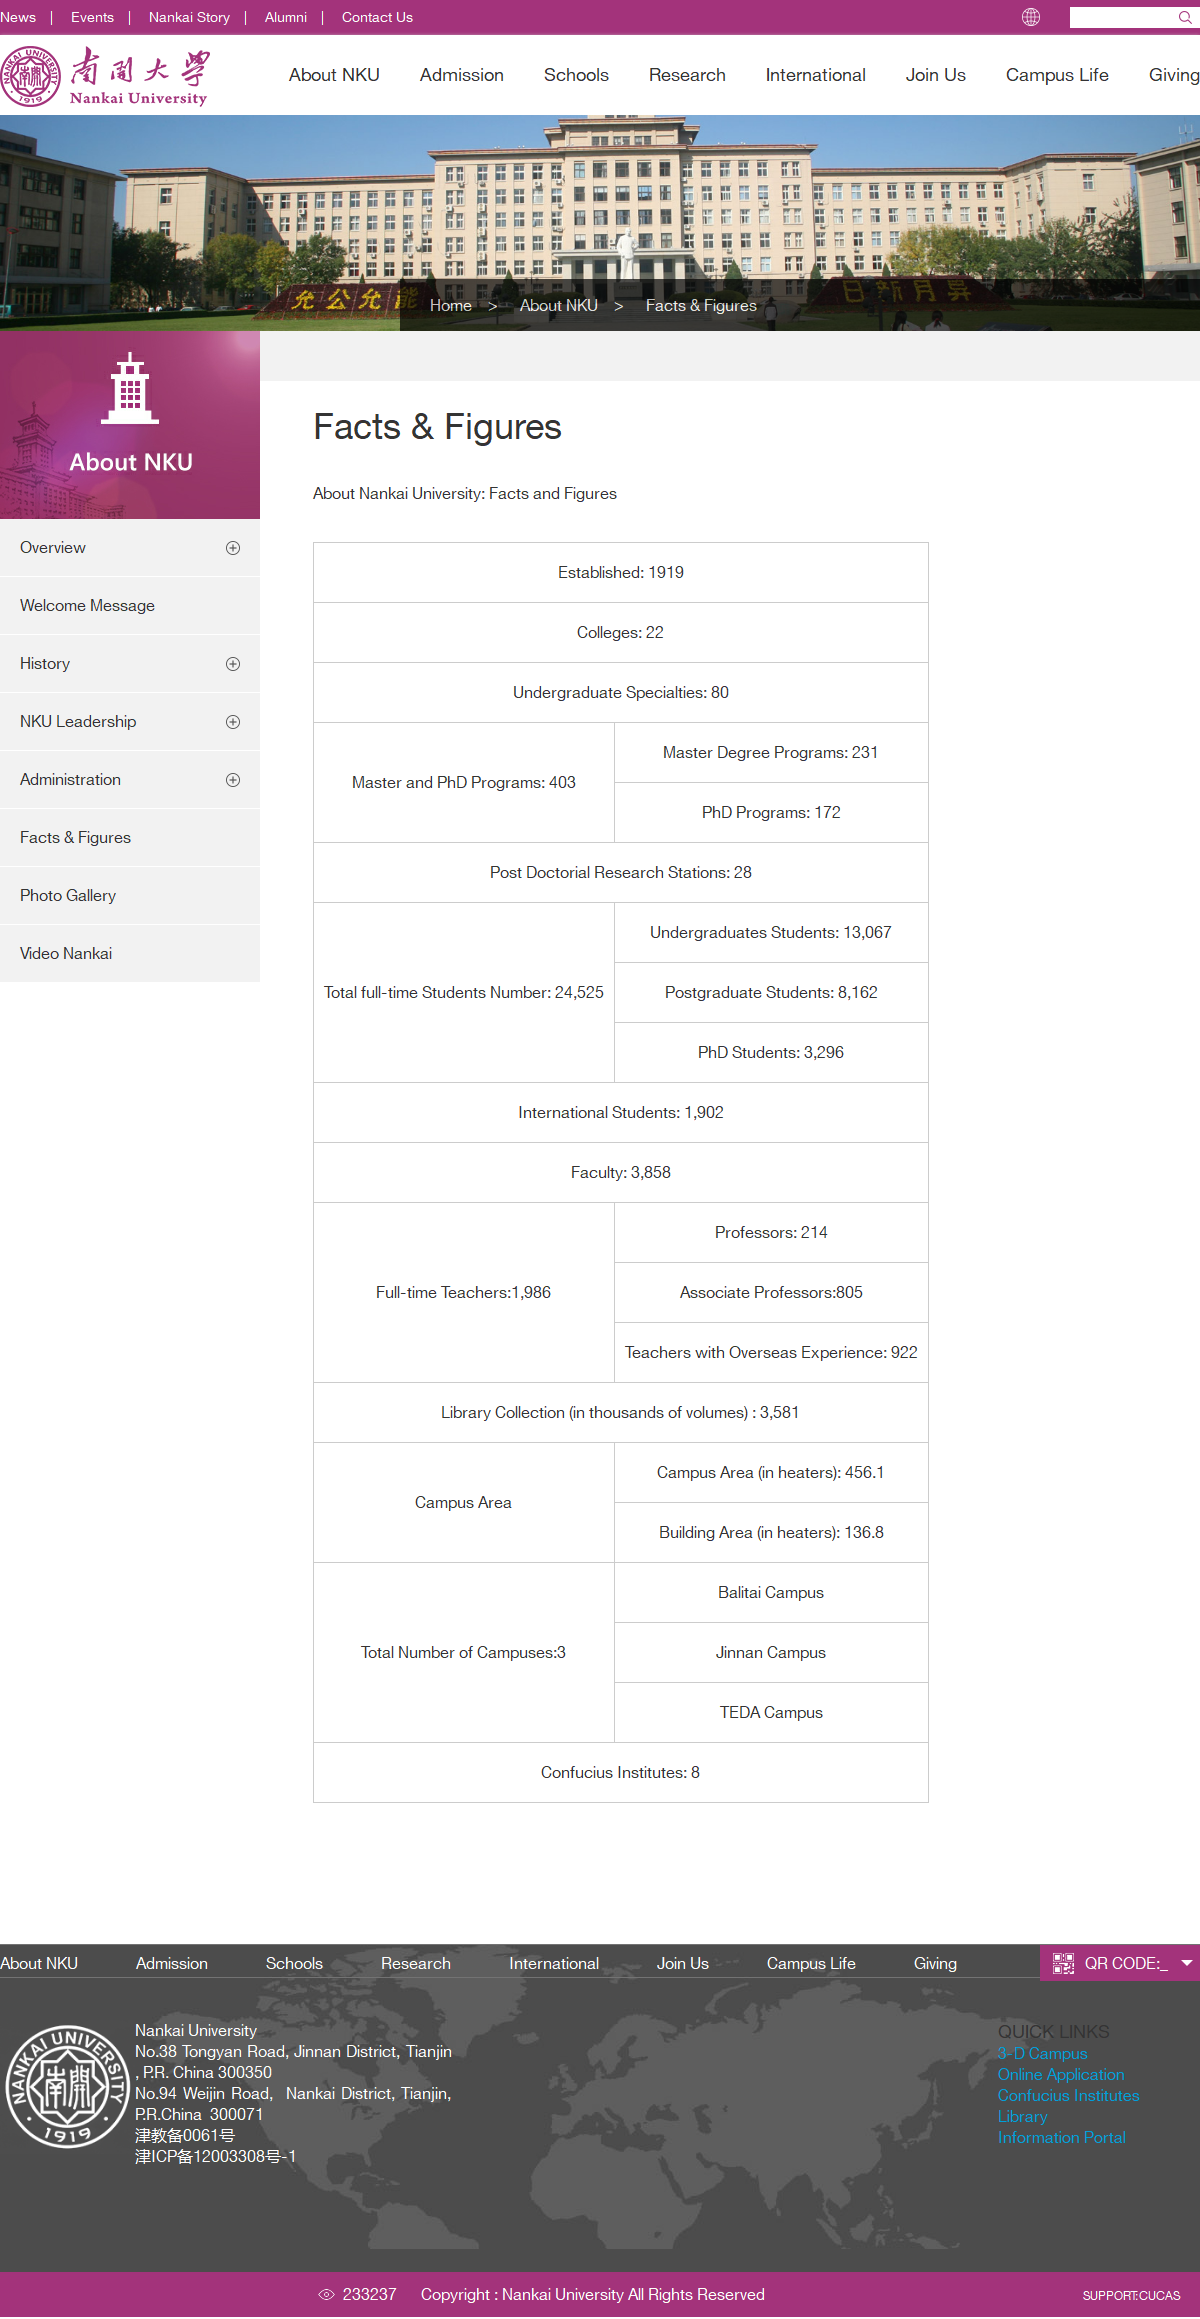 News | Events | Nankai Story | Alumni | Contact Us
南開大學
Nankai University
NANKAI UNIVERSITY
南開
1919
About NKU Admission Schools Research International Join Us Campus Life Giving
允公允能
日新月异
Home > About NKU > Facts & Figures
About NKU
Overview
Welcome Message
History
NKU Leadership
Administration
Facts & Figures
Photo Gallery
Video Nankai
Facts & Figures
About Nankai University: Facts and Figures
Established: 1919
Colleges: 22
Undergraduate Specialties: 80
Master and PhD Programs: 403
Master Degree Programs: 231
PhD Programs: 172
Post Doctorial Research Stations: 28
Total full-time Students Number: 24,525
Undergraduates Students: 13,067
Postgraduate Students: 8,162
PhD Students: 3,296
International Students: 1,902
Faculty: 3,858
Full-time Teachers:1,986
Professors: 214
Associate Professors:805
Teachers with Overseas Experience: 922
Library Collection (in thousands of volumes) : 3,581
Campus Area
Campus Area (in heaters): 456.1
Building Area (in heaters): 136.8
Total Number of Campuses:3
Balitai Campus
Jinnan Campus
TEDA Campus
Confucius Institutes: 8
About NKU Admission Schools Research International Join Us Campus Life Giving
QR CODE:_
NANKAI UNIVERSITY
南開
1919
Nankai University
No.38 Tongyan Road, Jinnan District, Tianjin
, P.R. China 300350
No.94 Weijin Road, Nankai District, Tianjin,
P.R.China 300071
津教备0061号
津ICP备12003308号-1
QUICK LINKS
3-D Campus
Online Application
Confucius Institutes
Library
Information Portal
233237 Copyright : Nankai University All Rights Reserved
SUPPORT:CUCAS